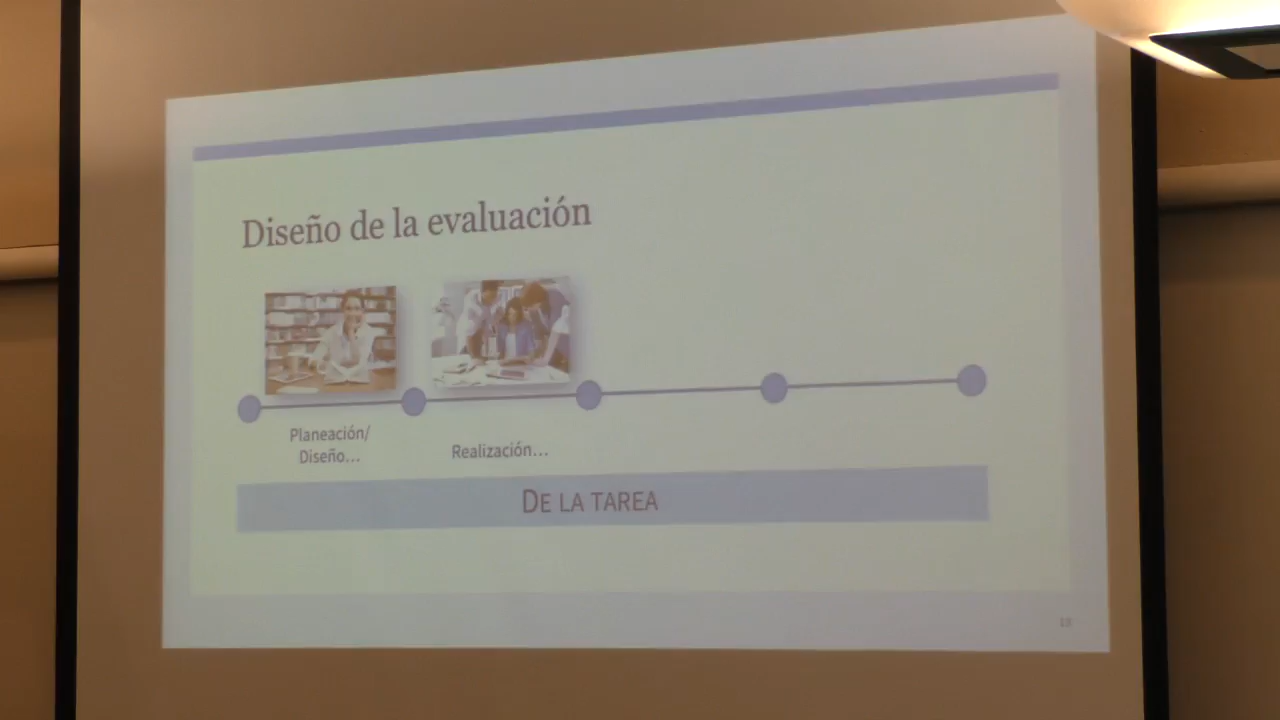 Diseño de la evaluación
Planeación/
Diseño...
Realización...
DE LA TAREA